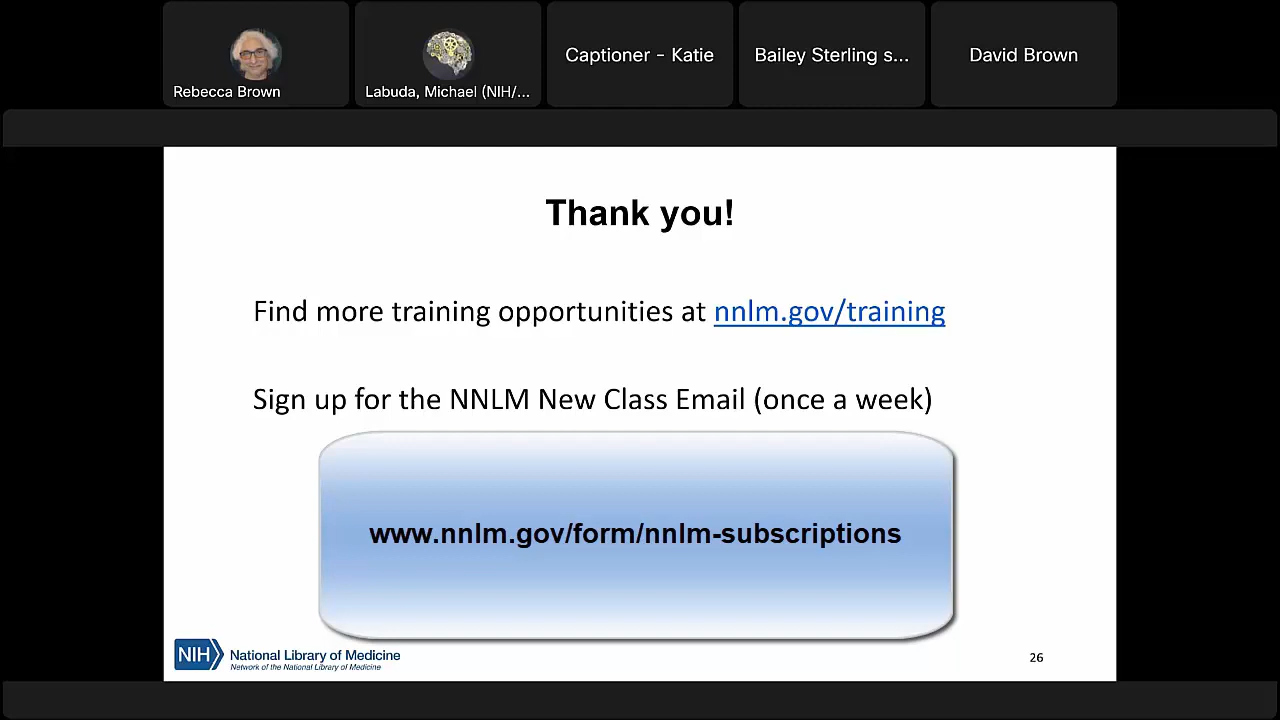 Rebecca Brown
Labuda, Michael (NIH/...
Captioner - Katie
Bailey Sterling s...
David Brown
Thank you!
Find more training opportunities at nnlm.gov/training
Sign up for the NNLM New Class Email (once a week)
www.nnlm.gov/form/nnlm-subscriptions
NIH National Library of Medicine
Network of the National Library of Medicine
26